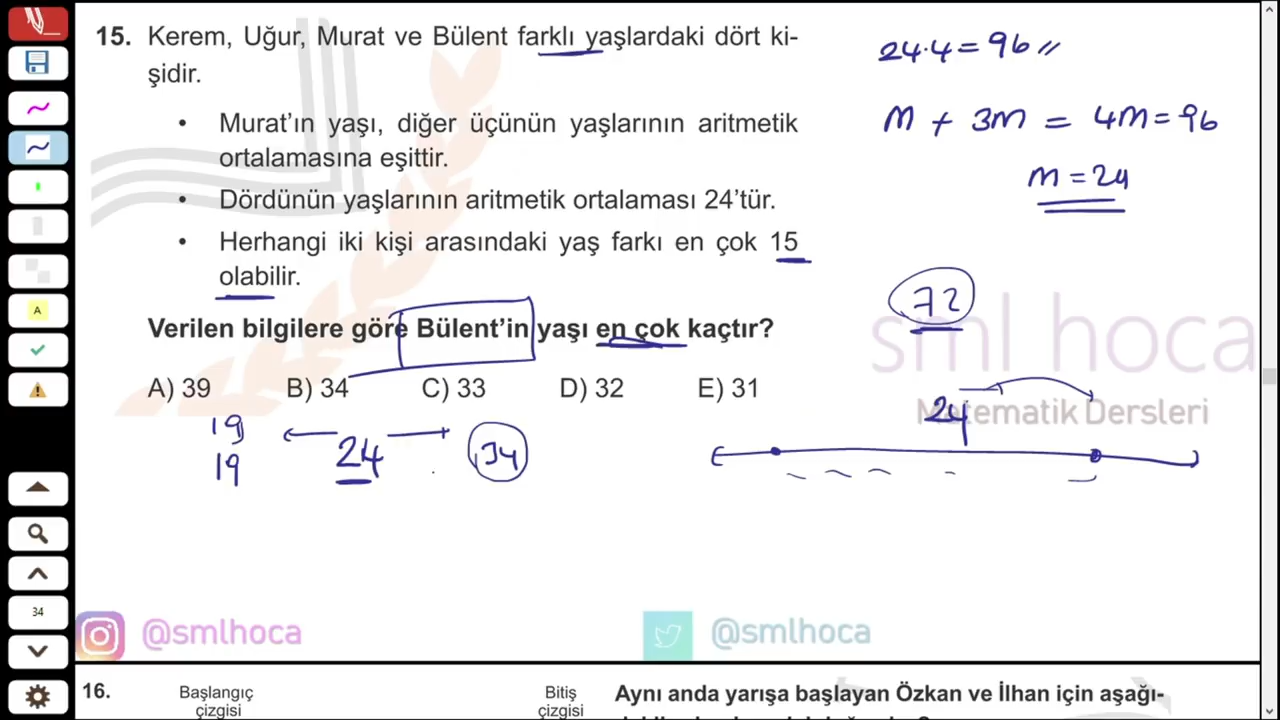 15. Kerem, Uğur, Murat ve Bülent farklı yaşlardaki dört ki-
şidir.
• Murat'ın yaşı, diğer üçünün yaşlarının aritmetik
ortalamasına eşittir.
• Dördünün yaşlarının aritmetik ortalaması 24'tür.
• Herhangi iki kişi arasındaki yaş farkı en çok 15
olabilir.
Verilen bilgilere göre Bülent'in yaşı en çok kaçtır?
A) 39 B) 34 C) 33 D) 32 E) 31
19
19
24
34
24·4=96
M + 3M = 4M=96
M=24
72
sml hoca
Matematik Dersleri
24
A
34
@smlhoca
@smlhoca
16.
Başlangıç
çizgisi
Bitiş
çizgisi
Aynı anda yarışa başlayan Özkan ve İlhan için aşağı-